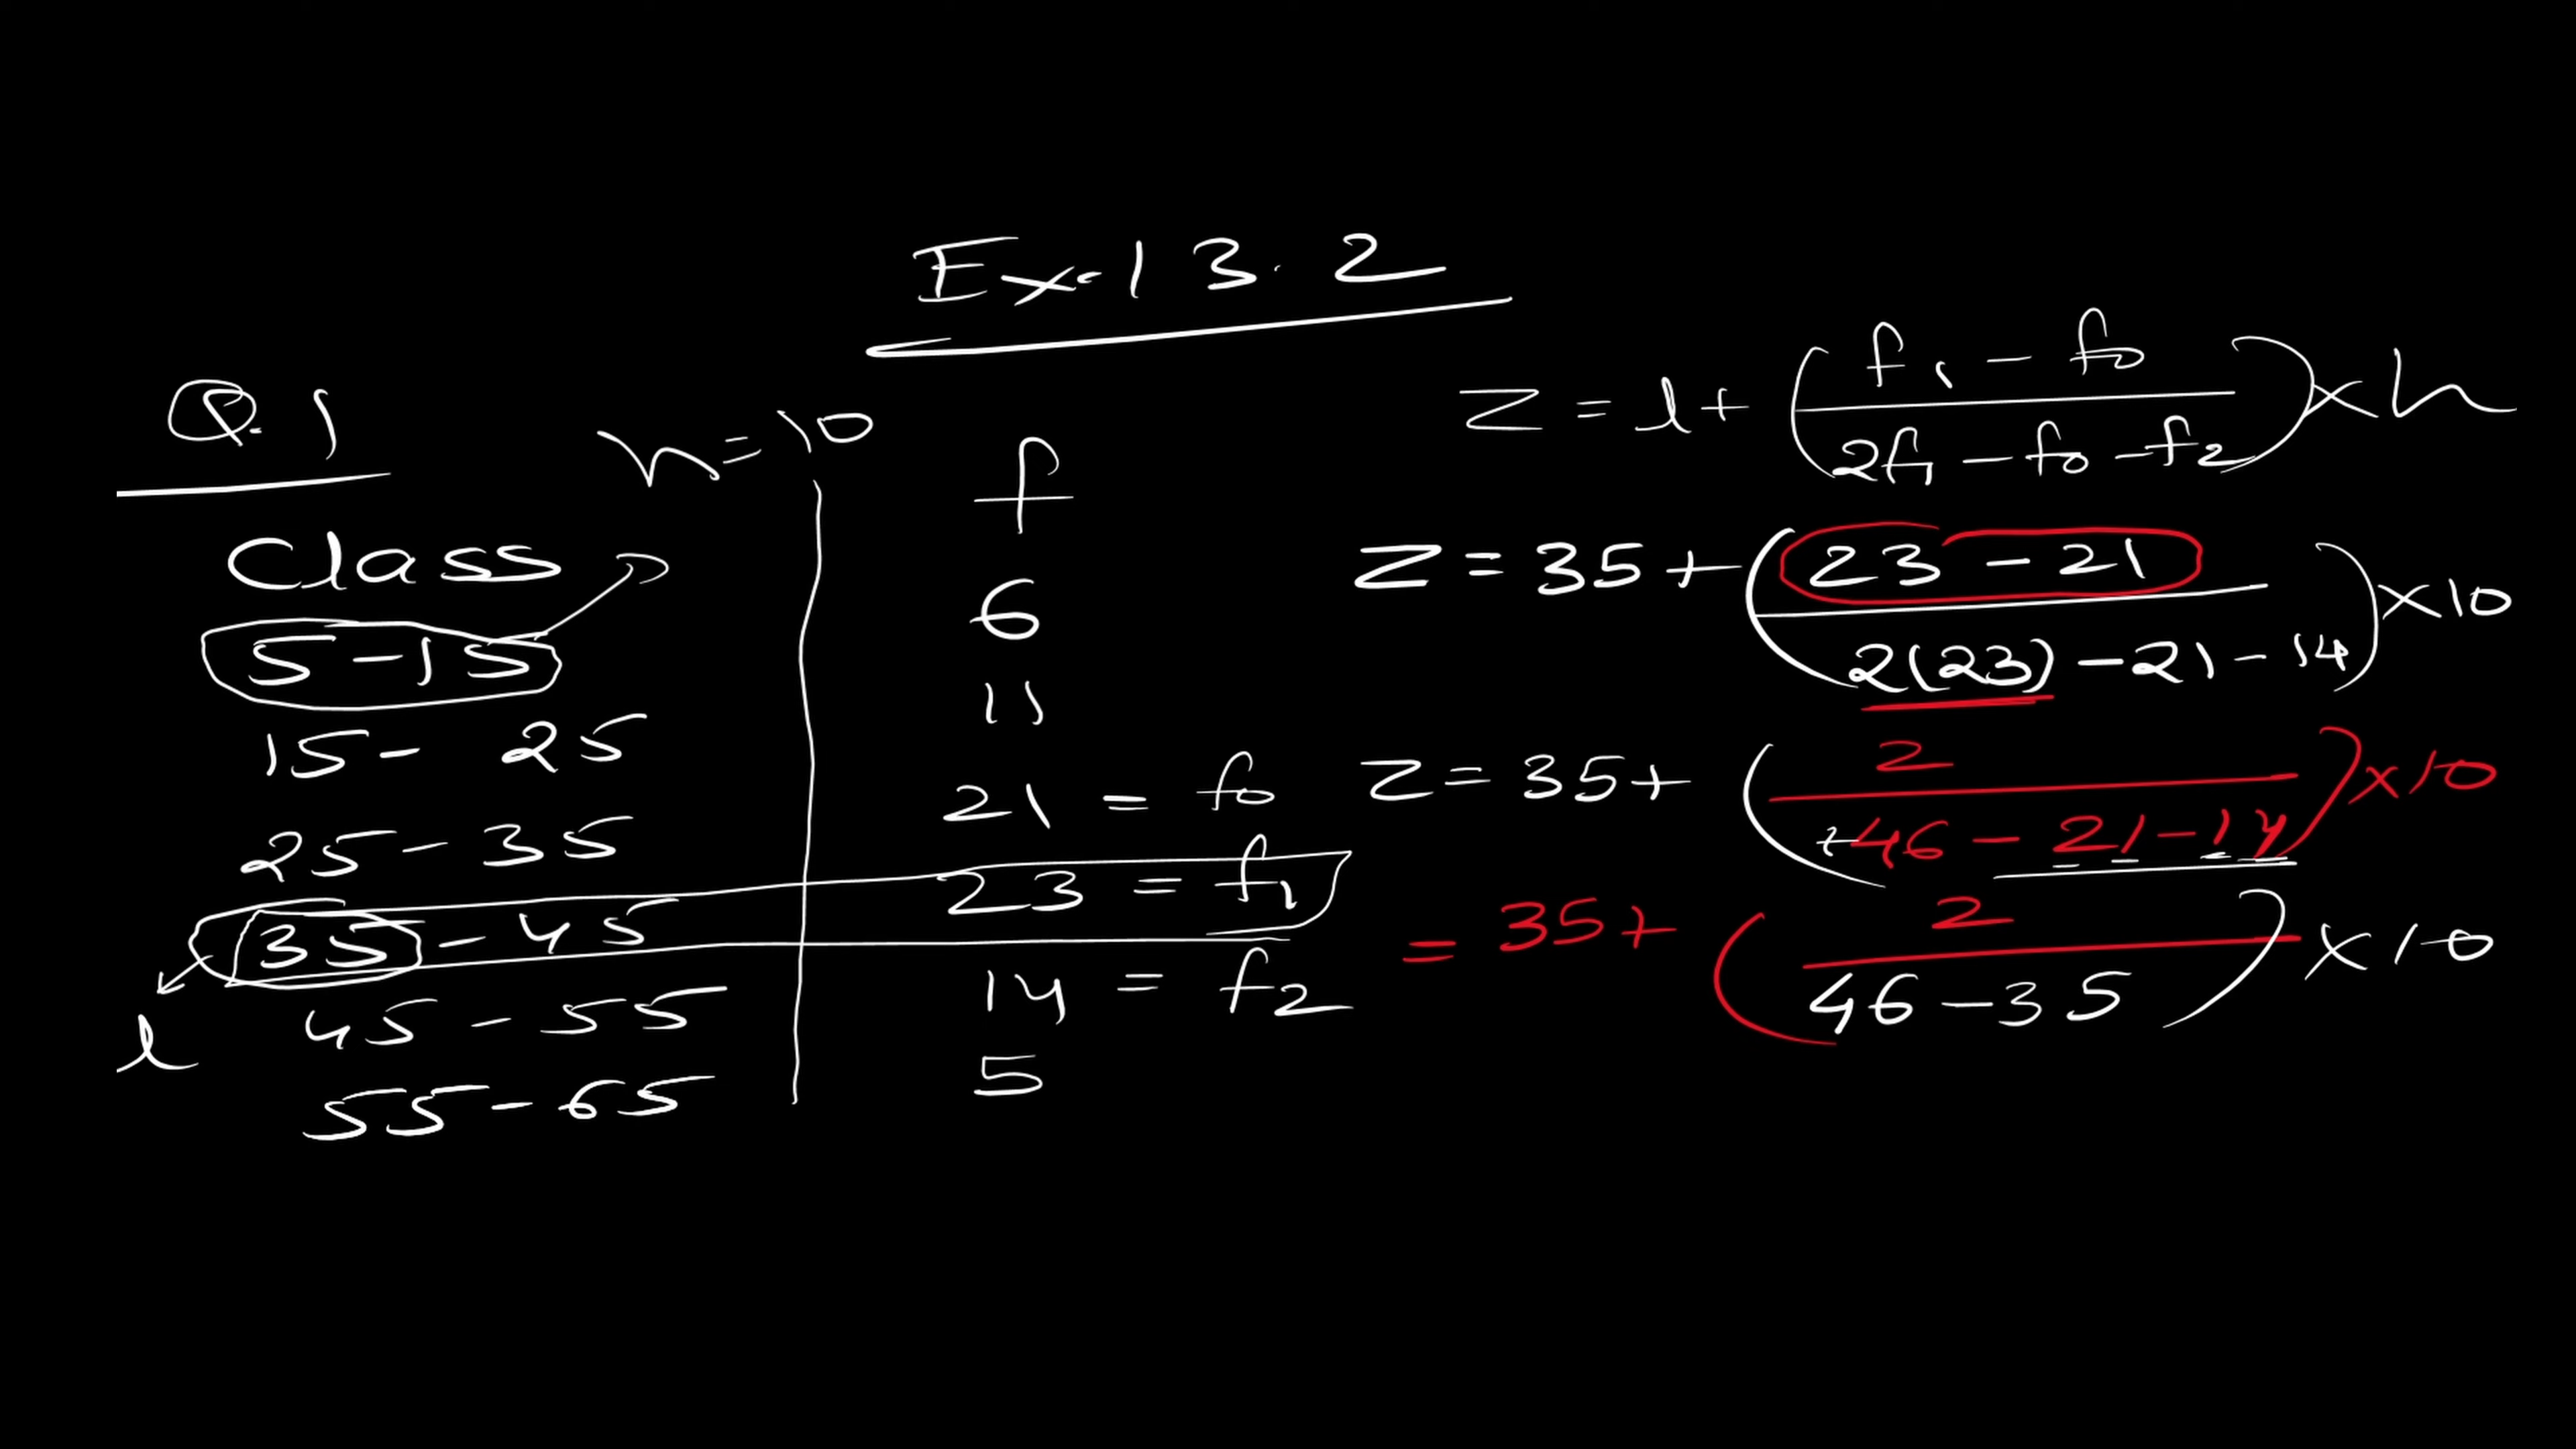 Ex. 13.2
Q.1
h=10
Class
f
5-15
6
15- 25
11
25-35
21 = f0
35-45
23 = f1
l
45-55
14 = f2
55-65
5
Z = l + (f1 - f0 / 2f1 - f0 - f2) × h
Z = 35 + (23 - 21 / 2(23) - 21 - 14) × 10
Z = 35 + (2 / +46 - 21 - 14) × 10
= 35 + (2 / 46 - 35) × 10